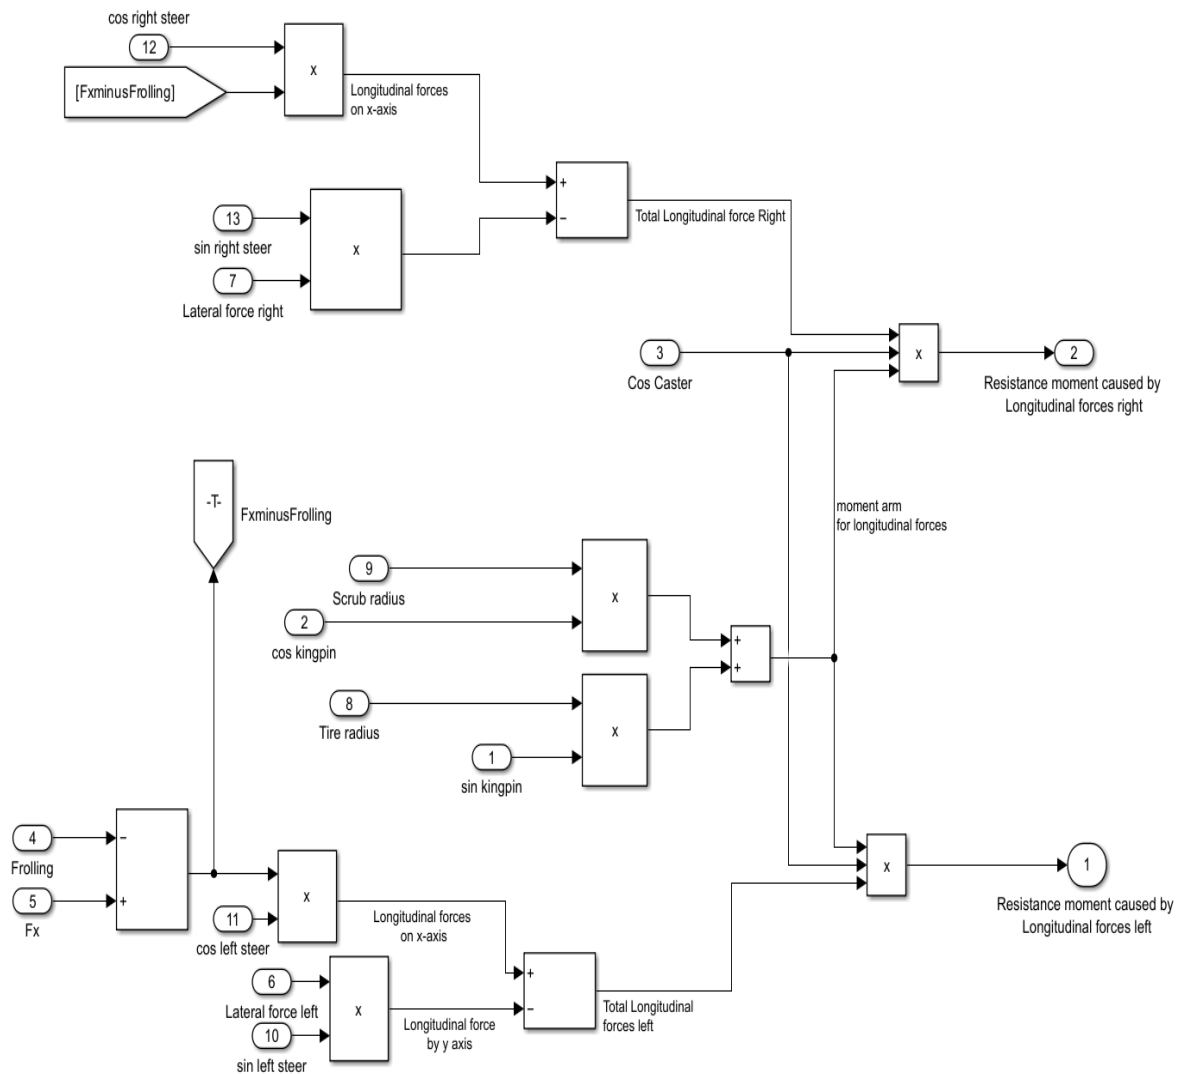 cos right steer
12
[FxminusFrolling]
x
Longitudinal forces
on x-axis
13
sin right steer
7
Lateral force right
x
+
−
Total Longitudinal force Right
3
Cos Caster
x
2
Resistance moment caused by
Longitudinal forces right
-T-
FxminusFrolling
moment arm
for longitudinal forces
9
Scrub radius
2
cos kingpin
x
8
Tire radius
1
sin kingpin
x
+
+
4
Frolling
5
Fx
−
+
11
cos left steer
x
Longitudinal forces
on x-axis
6
Lateral force left
10
sin left steer
x
Longitudinal force
by y axis
+
−
Total Longitudinal
forces left
x
1
Resistance moment caused by
Longitudinal forces left